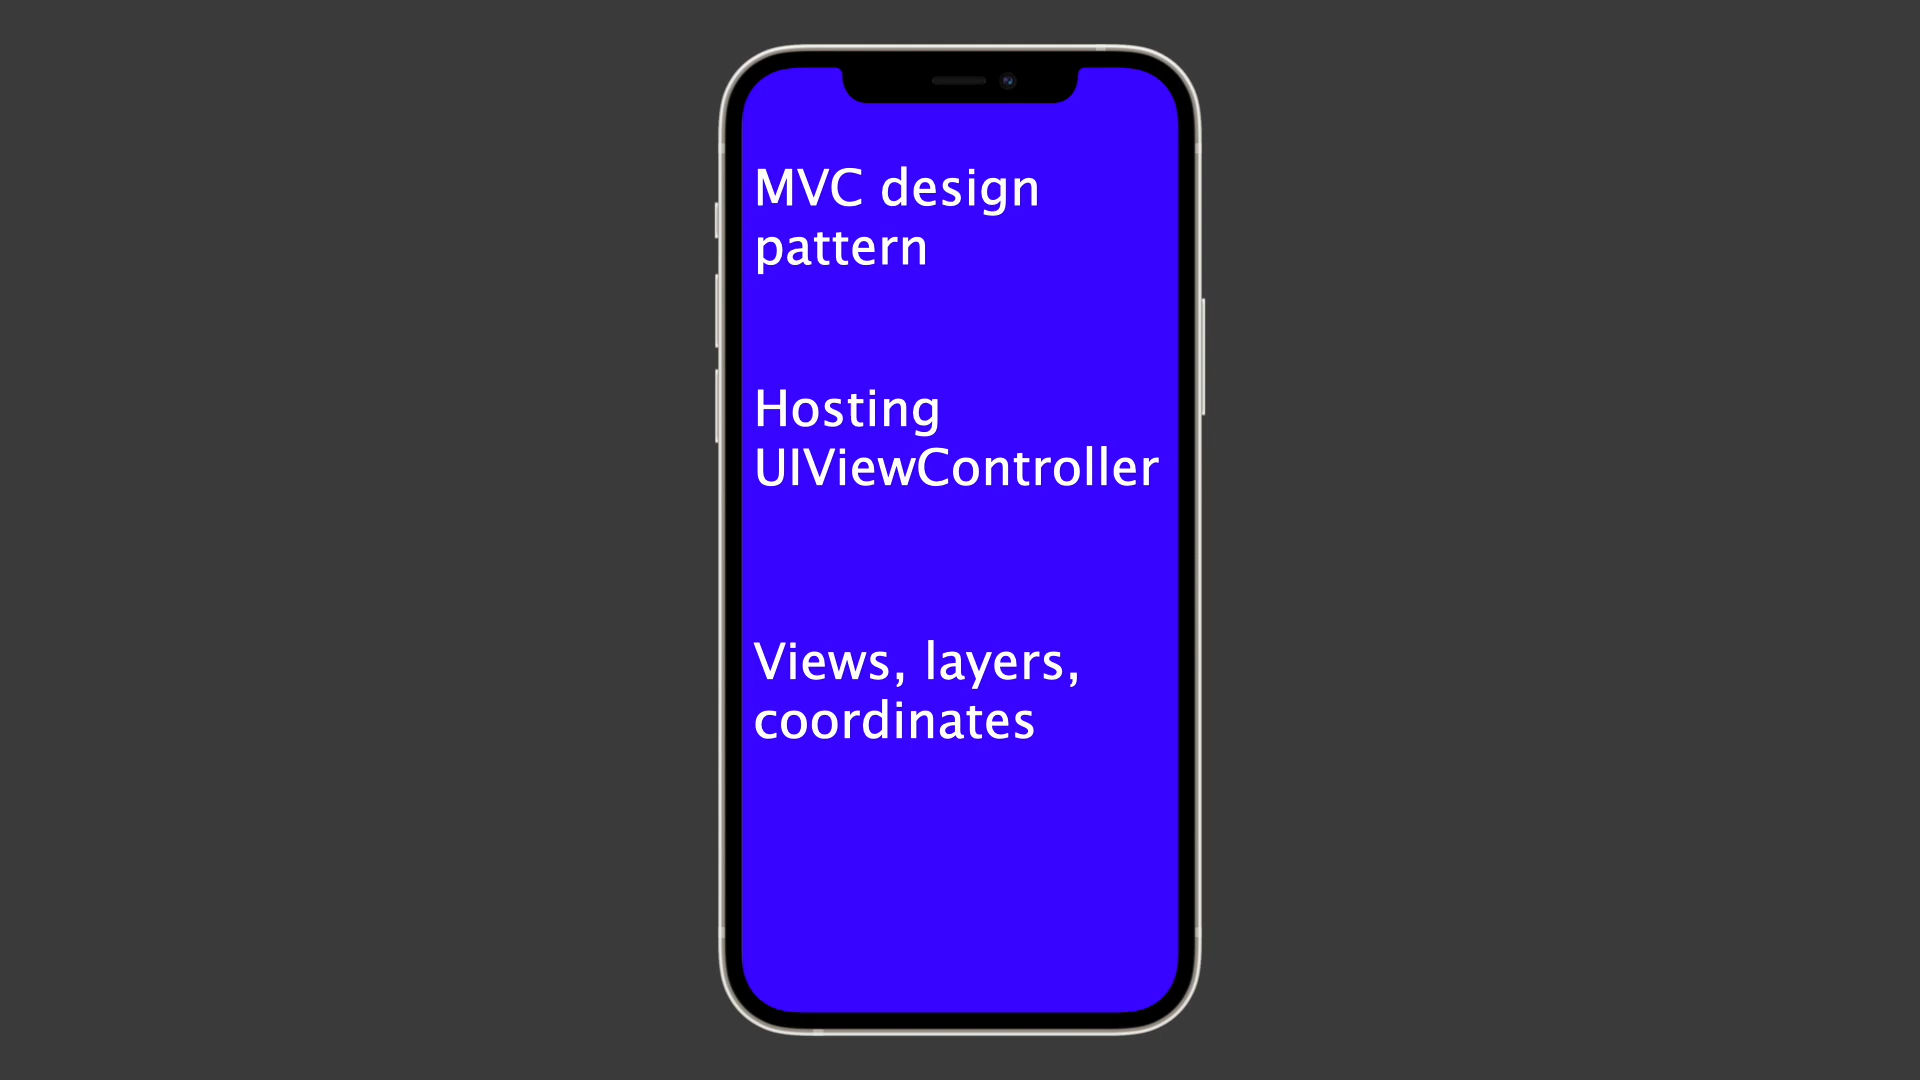 MVC design
pattern
Hosting
UIViewController
Views, layers,
coordinates